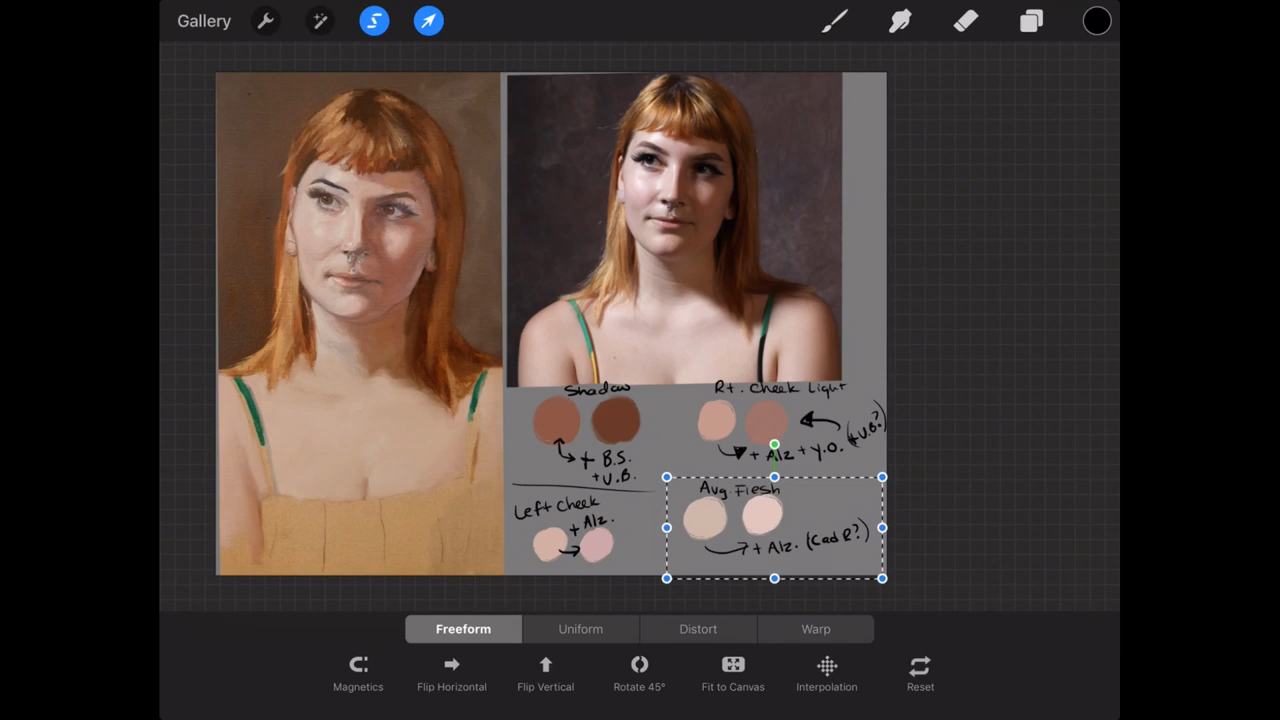 Gallery
Shadow
+ B.S.
+ U.B.
Rt. Cheek Light
+ Alz + Y.O. (+U.B?)
Left Cheek
+ Alz.
Avg. Flesh
+ Alz. (Cad R?)
Freeform Uniform Distort Warp
Magnetics Flip Horizontal Flip Vertical Rotate 45° Fit to Canvas Interpolation Reset